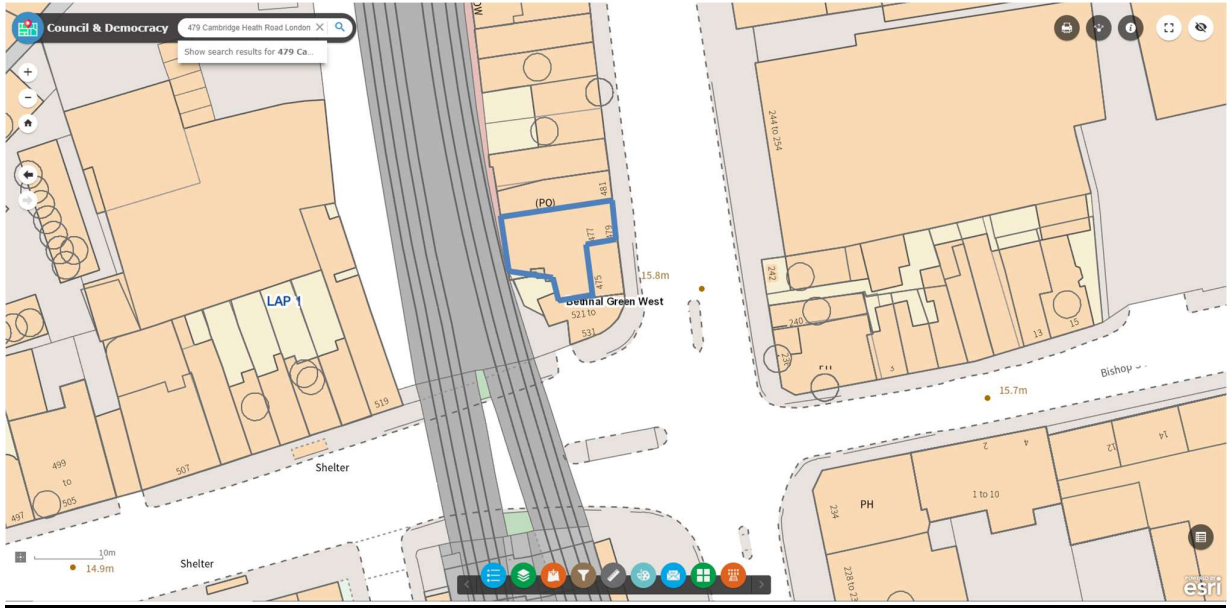 Council & Democracy
479 Cambridge Heath Road London
Show search results for 479 Ca...
244 to 254
(PO)
481
479
477
475
15.8m
242
LAP 1
Bethnal Green West
521 to
531
240
13
15
3
Bishop
15.7m
519
499
to
505
507
497
Shelter
2
4
12
14
1 to 10
PH
234
10m
14.9m
Shelter
228 to
POWERED BY
esri